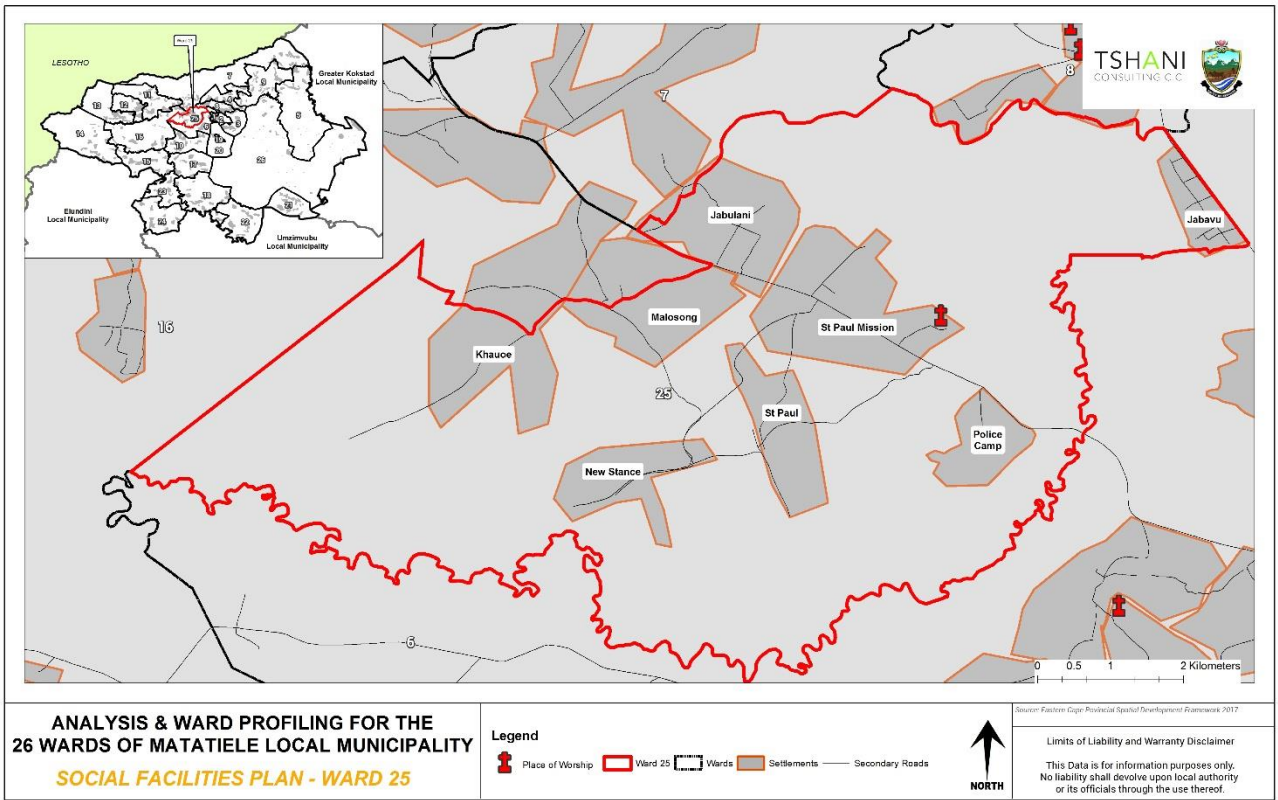 LESOTHO
Greater Kokstad
Local Municipality
Elundini
Local Municipality
Umzimvubu
Local Municipality
7
5
11
12
13
14
16
25
6
3
19
20
26
15
17
18
23
24
22
21
TSHANI
CONSULTING C.C
8
7
Jabulani
Jabavu
16
Malosong
St Paul Mission
Khauoe
25
St Paul
Police
Camp
New Stance
6
0 0.5 1 2 Kilometers
ANALYSIS & WARD PROFILING FOR THE
26 WARDS OF MATATIELE LOCAL MUNICIPALITY
SOCIAL FACILITIES PLAN - WARD 25
Legend
Place of Worship
Ward 25
Wards
Settlements
Secondary Roads
NORTH
Source: Eastern Cape Provincial Spatial Development Framework 2017
Limits of Liability and Warranty Disclaimer
This Data is for information purposes only.
No liability shall devolve upon local authority
or its officials through the use thereof.